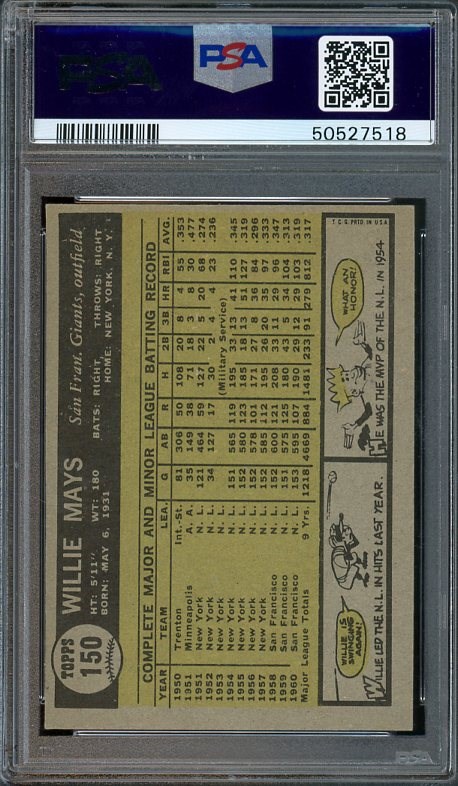 PSA
PSA
50527518
TOPPS
150
WILLIE MAYS
San Fran. Giants, outfield
HT: 5'11" WT: 180 BATS: RIGHT THROWS: RIGHT
BORN: MAY 6, 1931 HOME: NEW YORK, N. Y.
COMPLETE MAJOR AND MINOR LEAGUE BATTING RECORD
YEAR TEAM LEA. G AB R H 2B 3B HR RBI AVG.
1950 Trenton Int.-St. 81 306 50 108 20 8 4 55 .353
1951 Minneapolis A. A. 35 149 38 71 18 3 8 30 .477
1951 New York N. L. 121 464 59 127 22 5 20 68 .274
1952 New York N. L. 34 127 17 30 2 4 4 23 .236
1953 New York N. L. (Military Service)
1954 New York N. L. 151 565 119 195 33 13 41 110 .345
1955 New York N. L. 152 580 123 185 18 13 51 127 .319
1956 New York N. L. 152 578 101 171 27 8 36 84 .296
1957 New York N. L. 152 585 112 195 26 20 35 97 .333
1958 San Francisco N. L. 152 600 121 208 33 11 29 96 .347
1959 San Francisco N. L. 151 575 125 180 43 5 34 104 .313
1960 San Francisco N. L. 153 595 107 190 29 12 29 103 .319
Major League Totals 9 Yrs. 1218 4669 884 1481 233 91 279 812 .317
WILLIE IS
SWINGING
AGAIN!
WILLIE LED THE N.L. IN HITS LAST YEAR.
WHAT AN
HONOR!
HE WAS THE MVP OF THE N.L. IN 1954
T.C.G. PRTD. IN U.S.A.
PSA